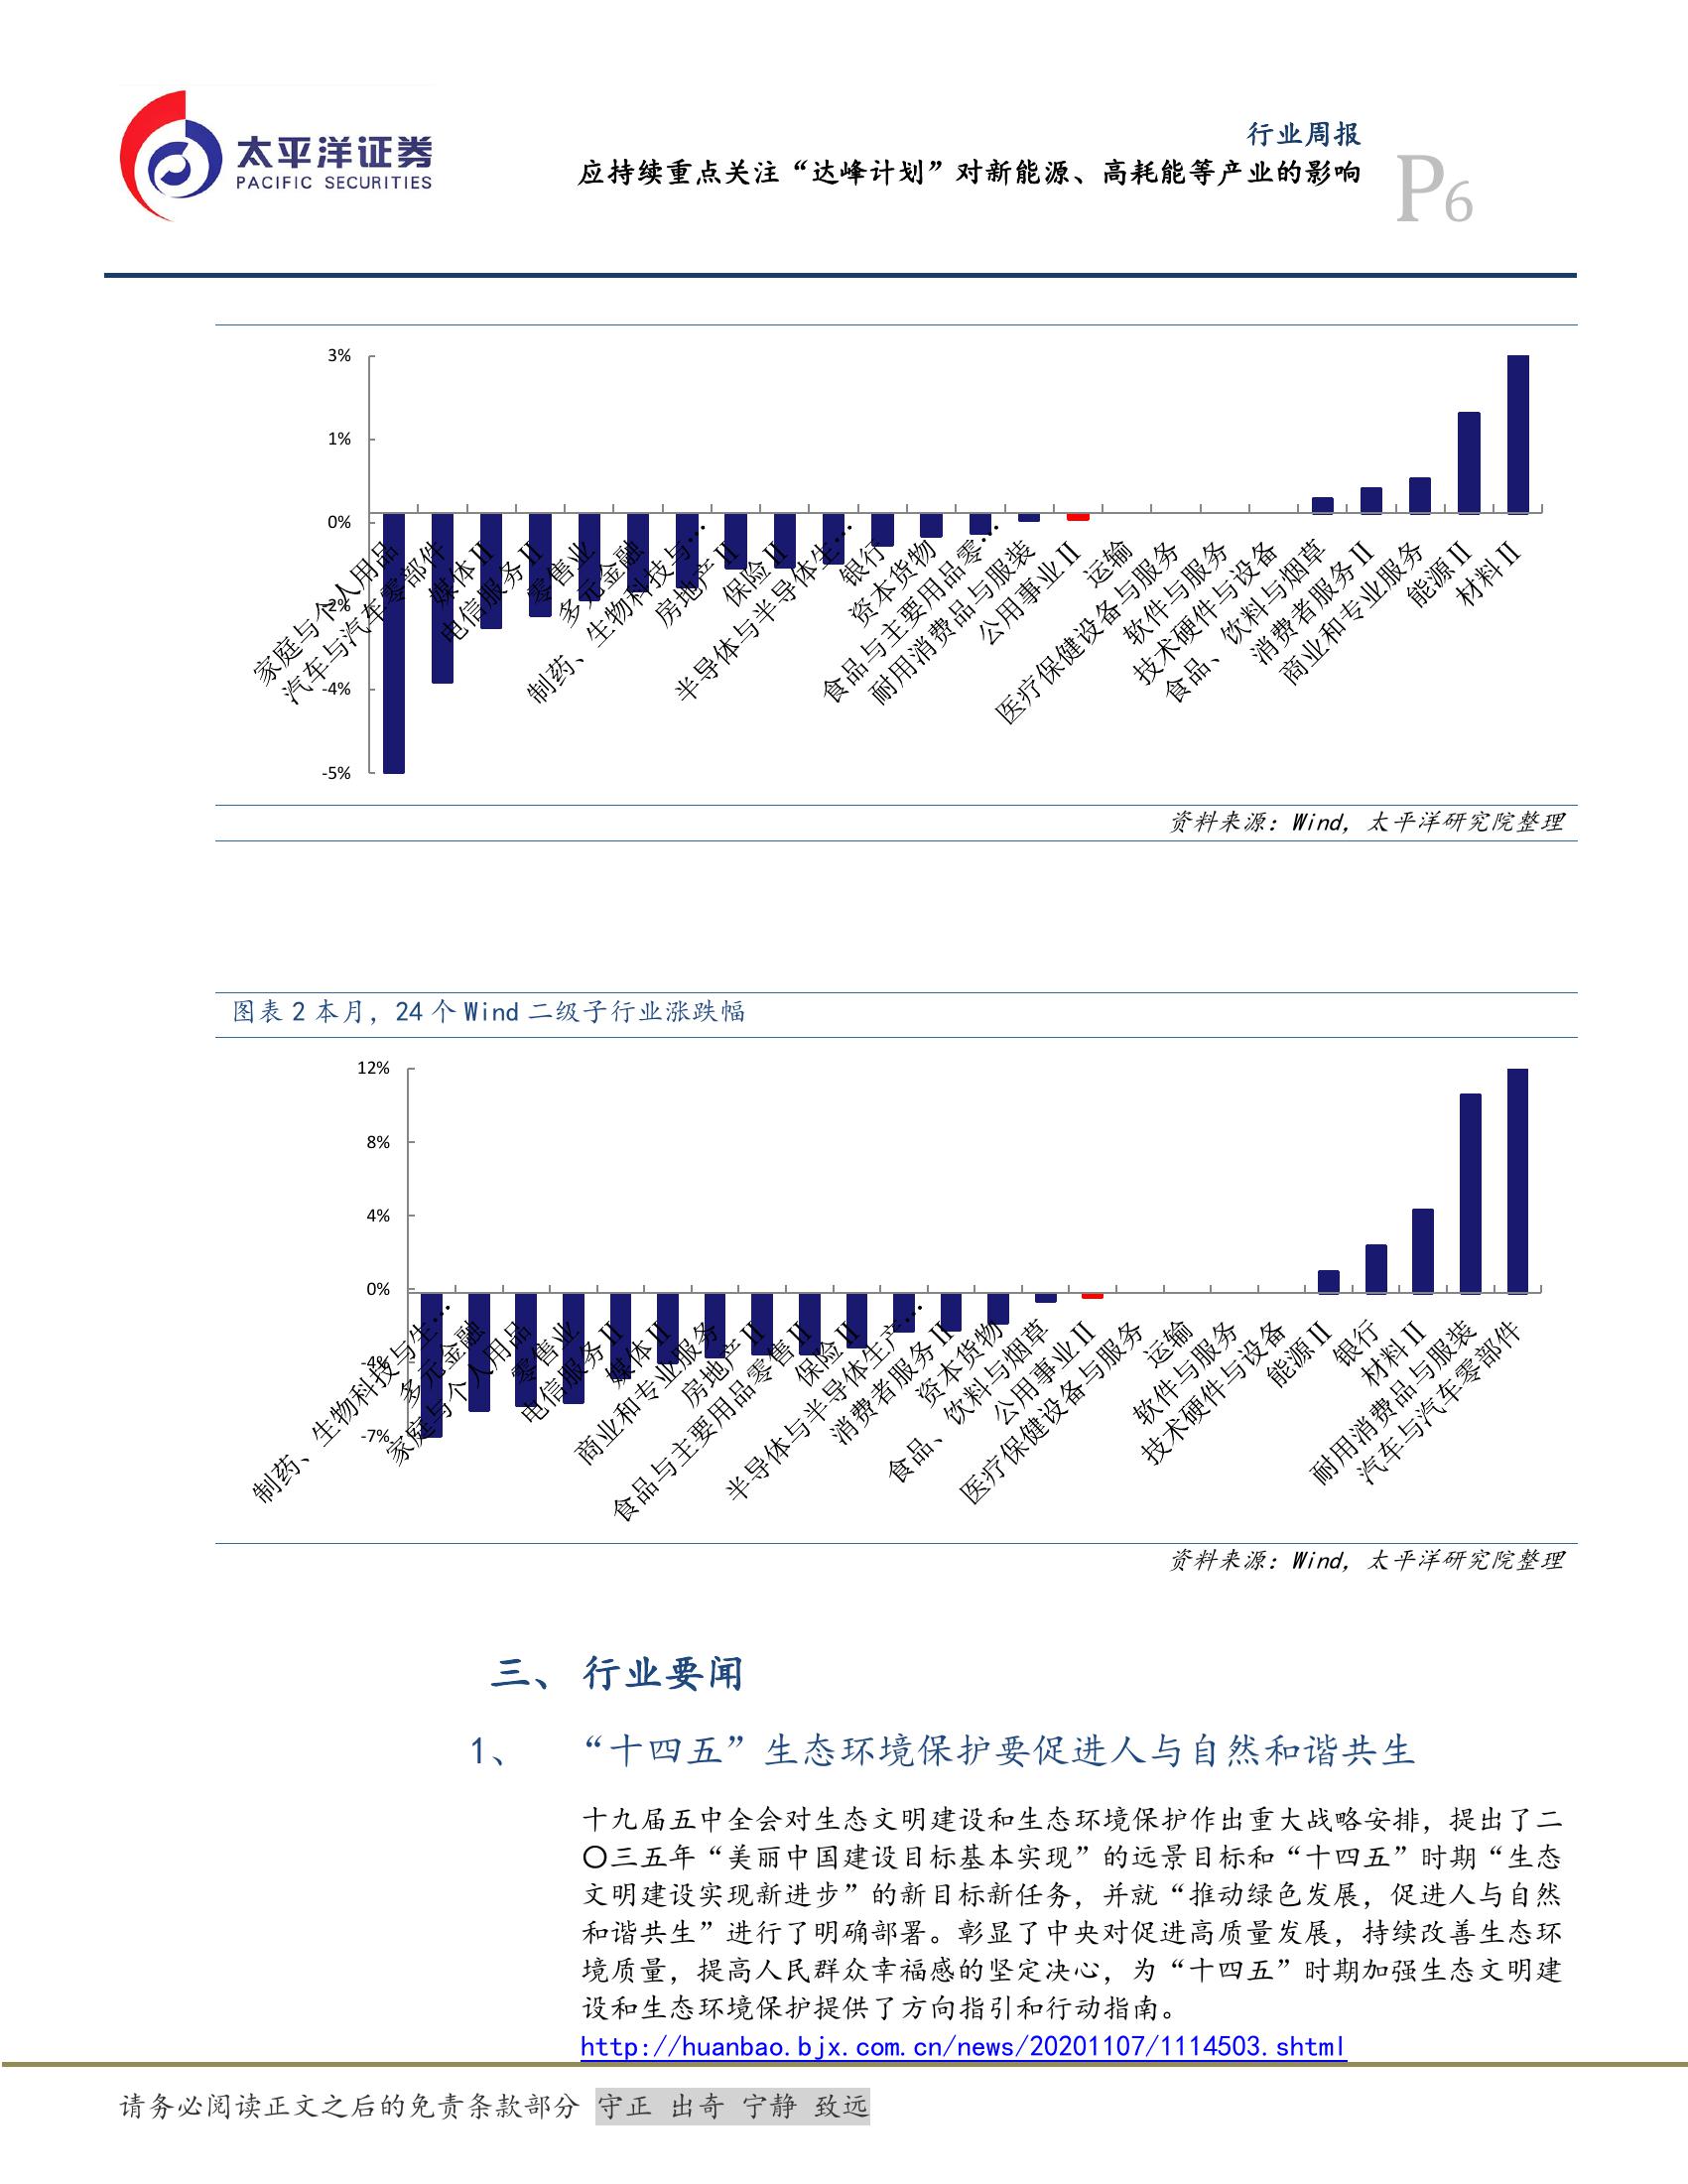 太平洋证券
PACIFIC SECURITIES
行业周报
应持续重点关注“达峰计划”对新能源、高耗能等产业的影响
P6
3%
1%
0%
-2%
-4%
-5%
家庭与个人用品
汽车与汽车零部件
媒体Ⅱ
电信服务Ⅱ
零售业
多元金融
制药、生物科技与…
房地产Ⅱ
保险Ⅱ
半导体与半导体生…
银行
资本货物
食品与主要用品零…
耐用消费品与服装
公用事业Ⅱ
运输
医疗保健设备与服务
软件与服务
技术硬件与设备
食品、饮料与烟草
消费者服务Ⅱ
商业和专业服务
能源Ⅱ
材料Ⅱ
资料来源：Wind，太平洋研究院整理
图表 2 本月，24 个 Wind 二级子行业涨跌幅
12%
8%
4%
0%
-4%
-7%
制药、生物科技与生…
多元金融
家庭与个人用品
零售业
电信服务Ⅱ
媒体Ⅱ
商业和专业服务
房地产Ⅱ
食品与主要用品零售Ⅱ
保险Ⅱ
半导体与半导体生产…
消费者服务Ⅱ
资本货物
食品、饮料与烟草
公用事业Ⅱ
医疗保健设备与服务
运输
软件与服务
技术硬件与设备
能源Ⅱ
银行
材料Ⅱ
耐用消费品与服装
汽车与汽车零部件
资料来源：Wind，太平洋研究院整理
三、 行业要闻
1、 “十四五”生态环境保护要促进人与自然和谐共生
十九届五中全会对生态文明建设和生态环境保护作出重大战略安排，提出了二
〇三五年“美丽中国建设目标基本实现”的远景目标和“十四五”时期“生态
文明建设实现新进步”的新目标新任务，并就“推动绿色发展，促进人与自然
和谐共生”进行了明确部署。彰显了中央对促进高质量发展，持续改善生态环
境质量，提高人民群众幸福感的坚定决心，为“十四五”时期加强生态文明建
设和生态环境保护提供了方向指引和行动指南。
http://huanbao.bjx.com.cn/news/20201107/1114503.shtml
请务必阅读正文之后的免责条款部分 守正 出奇 宁静 致远